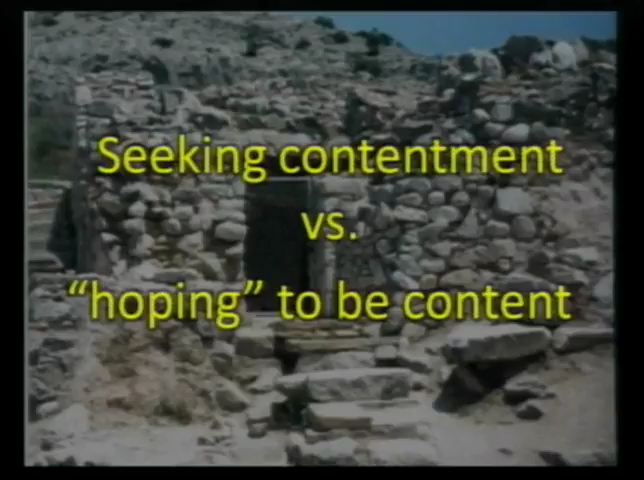 Seeking contentment
vs.
“hoping” to be content